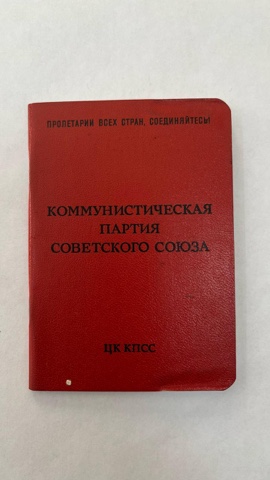 ПРОЛЕТАРИИ ВСЕХ СТРАН, СОЕДИНЯЙТЕСЬ!
КОММУНИСТИЧЕСКАЯ
ПАРТИЯ
СОВЕТСКОГО СОЮЗА
ЦК КПСС